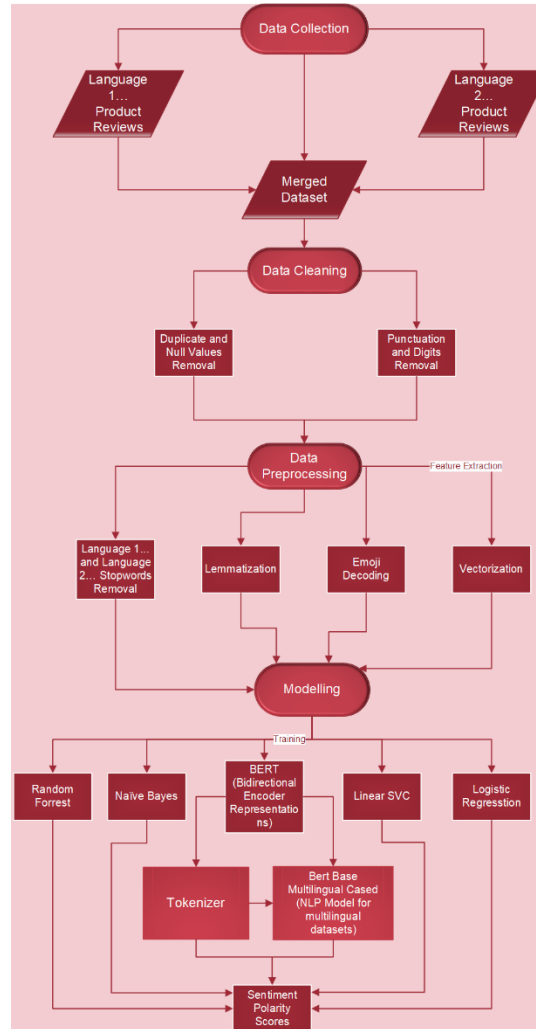 Data Collection
Language
1...
Product
Reviews
Language
2...
Product
Reviews
Merged
Dataset
Data Cleaning
Duplicate and
Null Values
Removal
Punctuation
and Digits
Removal
Data
Preprocessing
Feature Extraction
Language 1...
and Language
2... Stopwords
Removal
Lemmatization
Emoji
Decoding
Vectorization
Modelling
Training
Random
Forrest
Naïve Bayes
BERT
(Bidirectional
Encoder
Representatio
ns)
Linear SVC
Logistic
Regresstion
Tokenizer
Bert Base
Multilingual Cased
(NLP Model for
multilingual
datasets)
Sentiment
Polarity
Scores